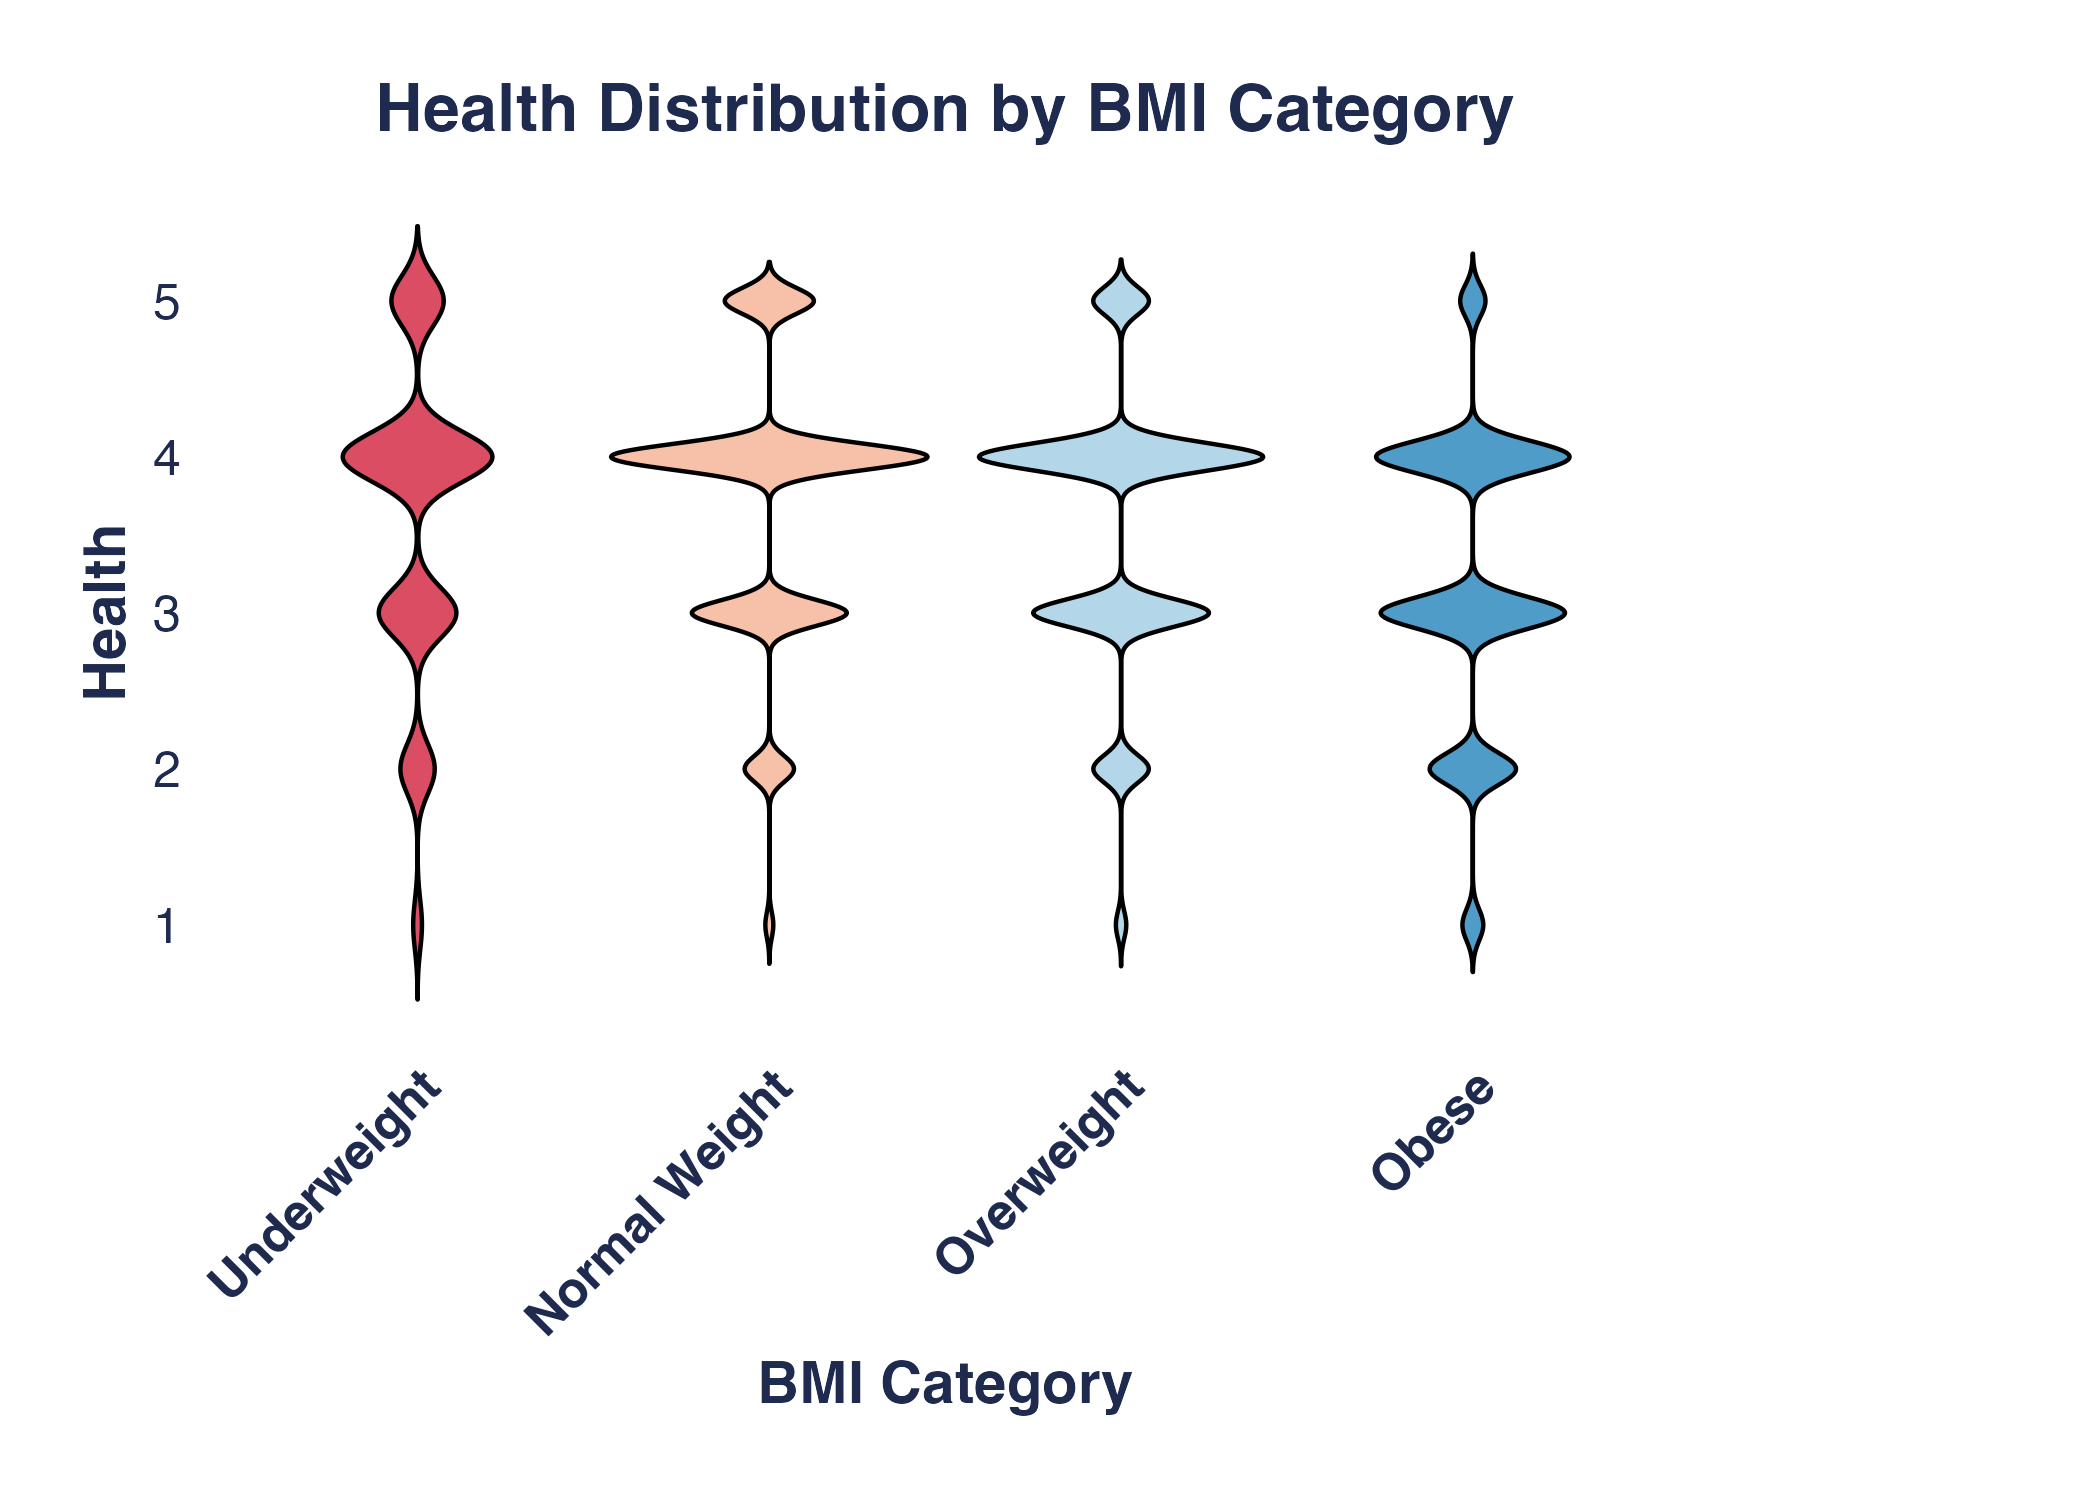 Health Distribution by BMI Category
Health
5
4
3
2
1
Underweight
Normal Weight
Overweight
Obese
BMI Category